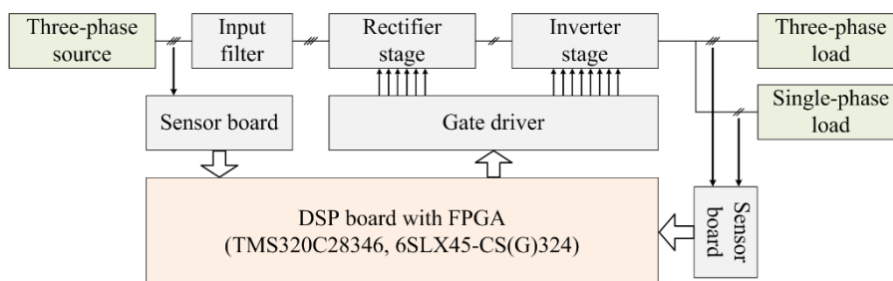 Three-phase
source
Input
filter
Rectifier
stage
Inverter
stage
Three-phase
load
Single-phase
load
Sensor board
Gate driver
DSP board with FPGA
(TMS320C28346, 6SLX45-CS(G)324)
Sensor
board